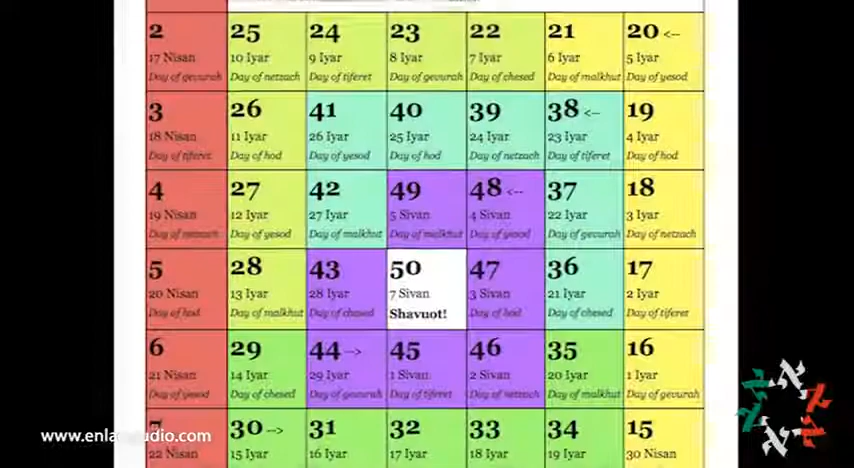 2 25 24 23 22 21 20 <--
17 Nisan 10 Iyar 9 Iyar 8 Iyar 7 Iyar 6 Iyar 5 Iyar
Day of gevurah Day of netzach Day of tiferet Day of gevurah Day of chesed Day of malkhut Day of yesod
3 26 41 40 39 38 <-- 19
18 Nisan 11 Iyar 26 Iyar 25 Iyar 24 Iyar 23 Iyar 4 Iyar
Day of tiferet Day of hod Day of yesod Day of hod Day of netzach Day of tiferet Day of hod
4 27 42 49 48 <-- 37 18
19 Nisan 12 Iyar 27 Iyar 5 Sivan 4 Sivan 22 Iyar 3 Iyar
Day of netzach Day of yesod Day of malkhut Day of malkhut Day of yesod Day of gevurah Day of netzach
5 28 43 50 47 36 17
20 Nisan 13 Iyar 28 Iyar 7 Sivan 3 Sivan 21 Iyar 2 Iyar
Day of hod Day of malkhut Day of chesed Shavuot! Day of hod Day of chesed Day of tiferet
6 29 44 --> 45 46 35 16
21 Nisan 14 Iyar 29 Iyar 1 Sivan 2 Sivan 20 Iyar 1 Iyar
Day of yesod Day of chesed Day of gevurah Day of tiferet Day of netzach Day of malkhut Day of gevurah
7 30 --> 31 32 33 34 15
22 Nisan 15 Iyar 16 Iyar 17 Iyar 18 Iyar 19 Iyar 30 Nisan